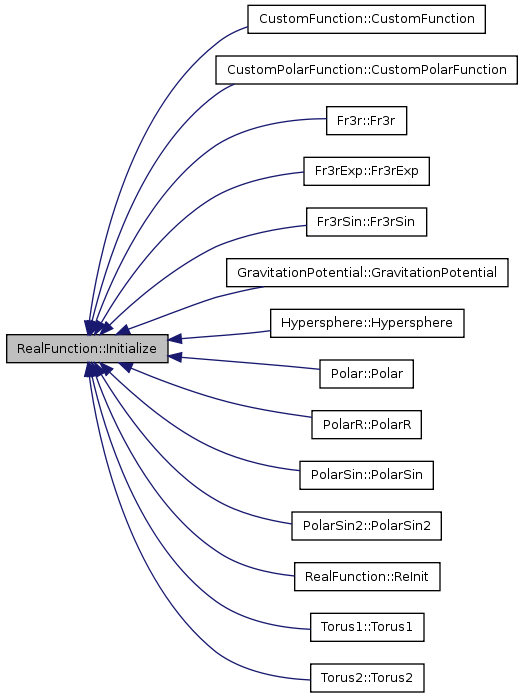 CustomFunction::CustomFunction
CustomPolarFunction::CustomPolarFunction
Fr3r::Fr3r
Fr3rExp::Fr3rExp
Fr3rSin::Fr3rSin
GravitationPotential::GravitationPotential
Hypersphere::Hypersphere
RealFunction::Initialize
Polar::Polar
PolarR::PolarR
PolarSin::PolarSin
PolarSin2::PolarSin2
RealFunction::ReInit
Torus1::Torus1
Torus2::Torus2